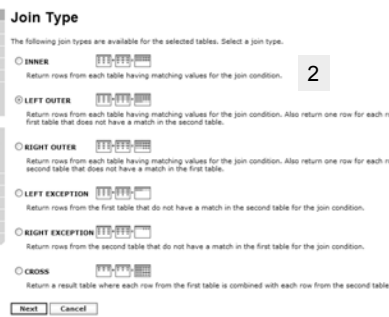 Join Type
The following join types are available for the selected tables. Select a join type.
INNER
Return rows from each table having matching values for the join condition.
2
LEFT OUTER
Return rows from each table having matching values for the join condition. Also return one row for each
first table that does not have a match in the second table.
RIGHT OUTER
Return rows from each table having matching values for the join condition. Also return one row for each
second table that does not have a match in the first table.
LEFT EXCEPTION
Return rows from the first table that do not have a match in the second table for the join condition.
RIGHT EXCEPTION
Return rows from the second table that do not have a match in the first table for the join condition.
CROSS
Return a result table where each row from the first table is combined with each row from the second table
Next Cancel